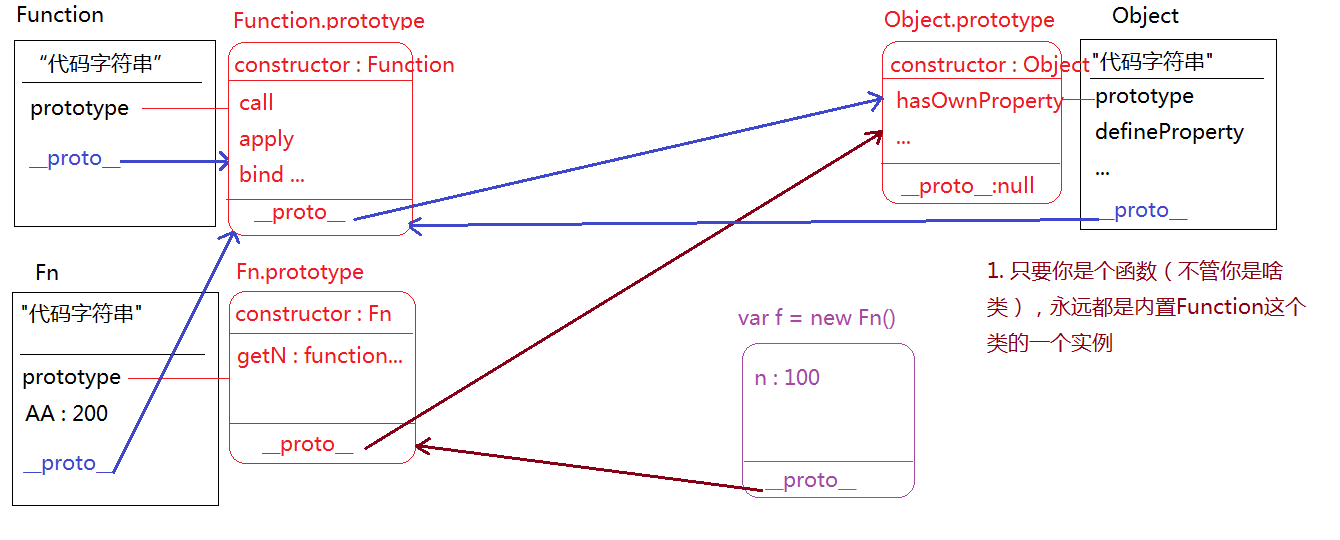 Function
“代码字符串”
prototype
__proto__
Function.prototype
constructor : Function
call
apply
bind ...
__proto__
Object.prototype
constructor : Object
hasOwnProperty
...
__proto__:null
Object
"代码字符串"
prototype
defineProperty
...
__proto__
Fn
"代码字符串"
prototype
AA : 200
__proto__
Fn.prototype
constructor : Fn
getN : function...
__proto__
var f = new Fn()
n : 100
__proto__
1. 只要你是个函数（不管你是啥
类），永远都是内置Function这个
类的一个实例